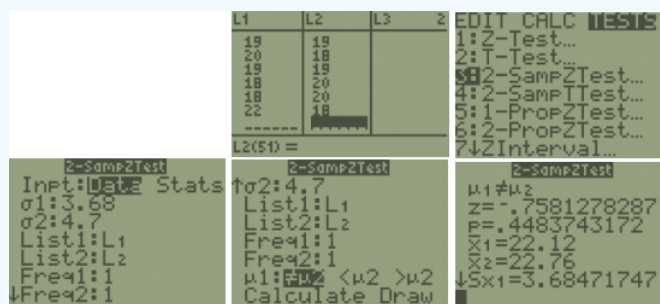 L1 L2 L3 2
19 19
20 18
19 19
18 20
18 20
22 18
------
L2(51) =
EDIT CALC TESTS
1:Z-Test…
2:T-Test…
3:2-SampZTest…
4:2-SampTTest…
5:1-PropZTest…
6:2-PropZTest…
7↓ZInterval…
2-SampZTest
Inpt:Data Stats
σ1:3.68
σ2:4.7
List1:L1
List2:L2
Freq1:1
↓Freq2:1
2-SampZTest
↑σ2:4.7
List1:L1
List2:L2
Freq1:1
Freq2:1
μ1:≠μ2 <μ2 >μ2
Calculate Draw
2-SampZTest
μ1≠μ2
z=-.7581278287
p=.4483743172
x̄1=22.12
x̄2=22.76
↓Sx1=3.68471747